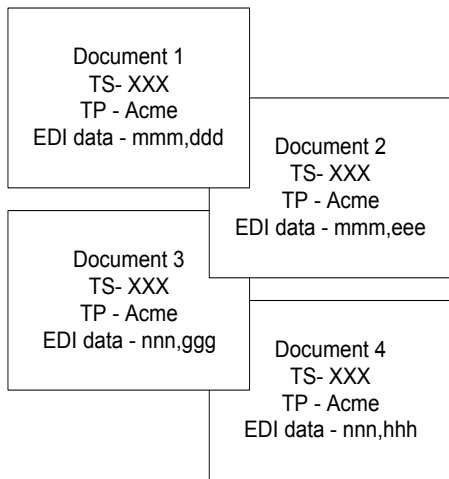 Document 1
TS- XXX
TP - Acme
EDI data - mmm,ddd
Document 2
TS- XXX
TP - Acme
EDI data - mmm,eee
Document 3
TS- XXX
TP - Acme
EDI data - nnn,ggg
Document 4
TS- XXX
TP - Acme
EDI data - nnn,hhh